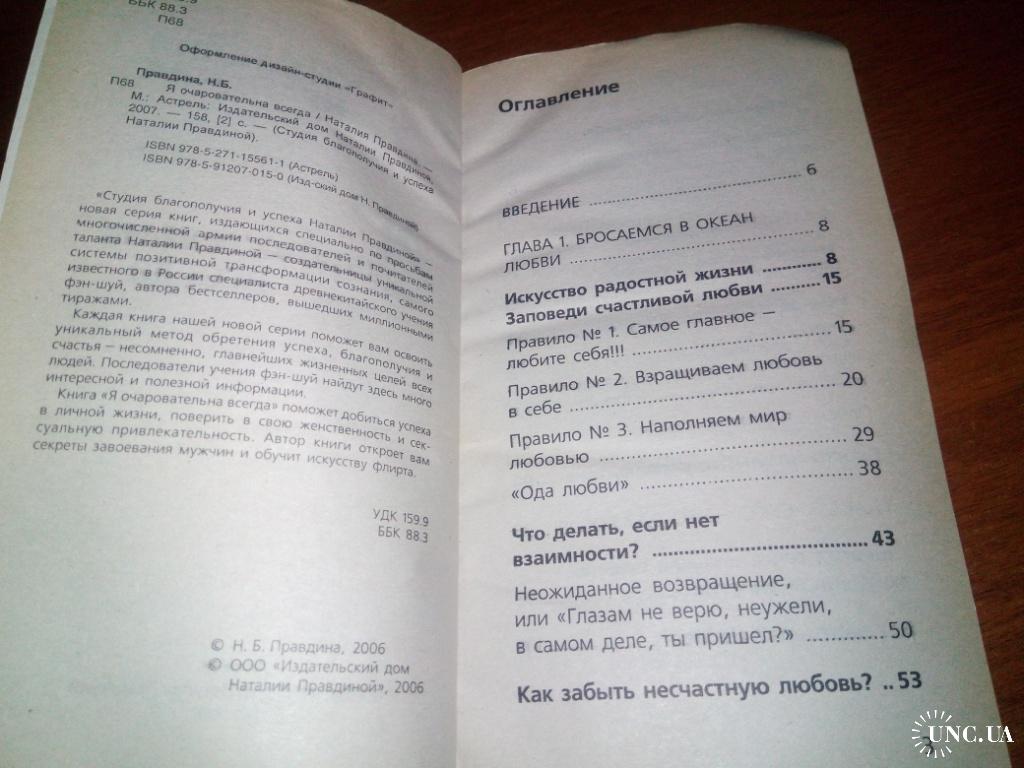 9.9
ББК 88.3
П68
Оформление дизайн-студии «Графит»
Правдина, Н.Б.
П68 Я очаровательна всегда / Наталия Правдина. —
М.: Астрель: Издательский дом Наталии Правдиной,
2007. — 158, [2] с. — (Студия благополучия и успеха
Наталии Правдиной).
ISBN 978-5-271-15561-1 (Астрель)
ISBN 978-5-91207-015-0 (Изд-ский дом Н. Правдиной)
«Студия благополучия и успеха Наталии Правдиной» —
новая серия книг, издающихся специально по просьбам
многочисленной армии последователей и почитателей
таланта Наталии Правдиной — создательницы уникальной
системы позитивной трансформации сознания, самого
известного в России специалиста древнекитайского учения
фэн-шуй, автора бестселлеров, вышедших миллионными
тиражами.
Каждая книга нашей новой серии поможет вам освоить
уникальный метод обретения успеха, благополучия и
счастья — несомненно, главнейших жизненных целей всех
людей. Последователи учения фэн-шуй найдут здесь много
интересной и полезной информации.
Книга «Я очаровательна всегда» поможет добиться успеха
в личной жизни, поверить в свою женственность и сек-
суальную привлекательность. Автор книги откроет вам
секреты завоевания мужчин и обучит искусству флирта.
УДК 159.9
ББК 88.3
© Н. Б. Правдина, 2006
© ООО «Издательский дом
Наталии Правдиной», 2006
Оглавление
ВВЕДЕНИЕ ........................ 6
ГЛАВА 1. БРОСАЕМСЯ В ОКЕАН
ЛЮБВИ ........................ 8
Искусство радостной жизни ............ 8
Заповеди счастливой любви ..........15
Правило № 1. Самое главное —
любите себя!!! ........................15
Правило № 2. Взращиваем любовь
в себе ........................ 20
Правило № 3. Наполняем мир
любовью ........................ 29
«Ода любви» ........................ 38
Что делать, если нет
взаимности? ........................ 43
Неожиданное возвращение,
или «Глазам не верю, неужели,
в самом деле, ты пришел?» ............ 50
Как забыть несчастную любовь? .. 53
3
UNC.UA